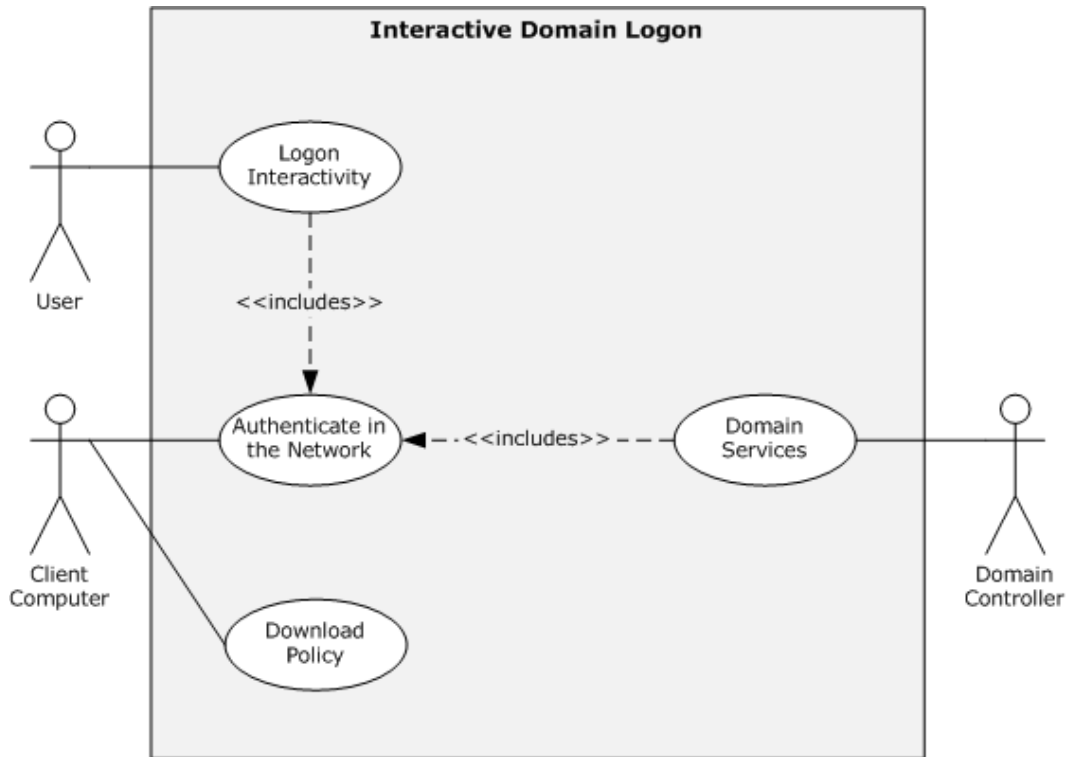 Interactive Domain Logon
Logon
Interactivity
User
<<includes>>
Authenticate in
the Network
<<includes>>
Domain
Services
Client
Computer
Domain
Controller
Download
Policy